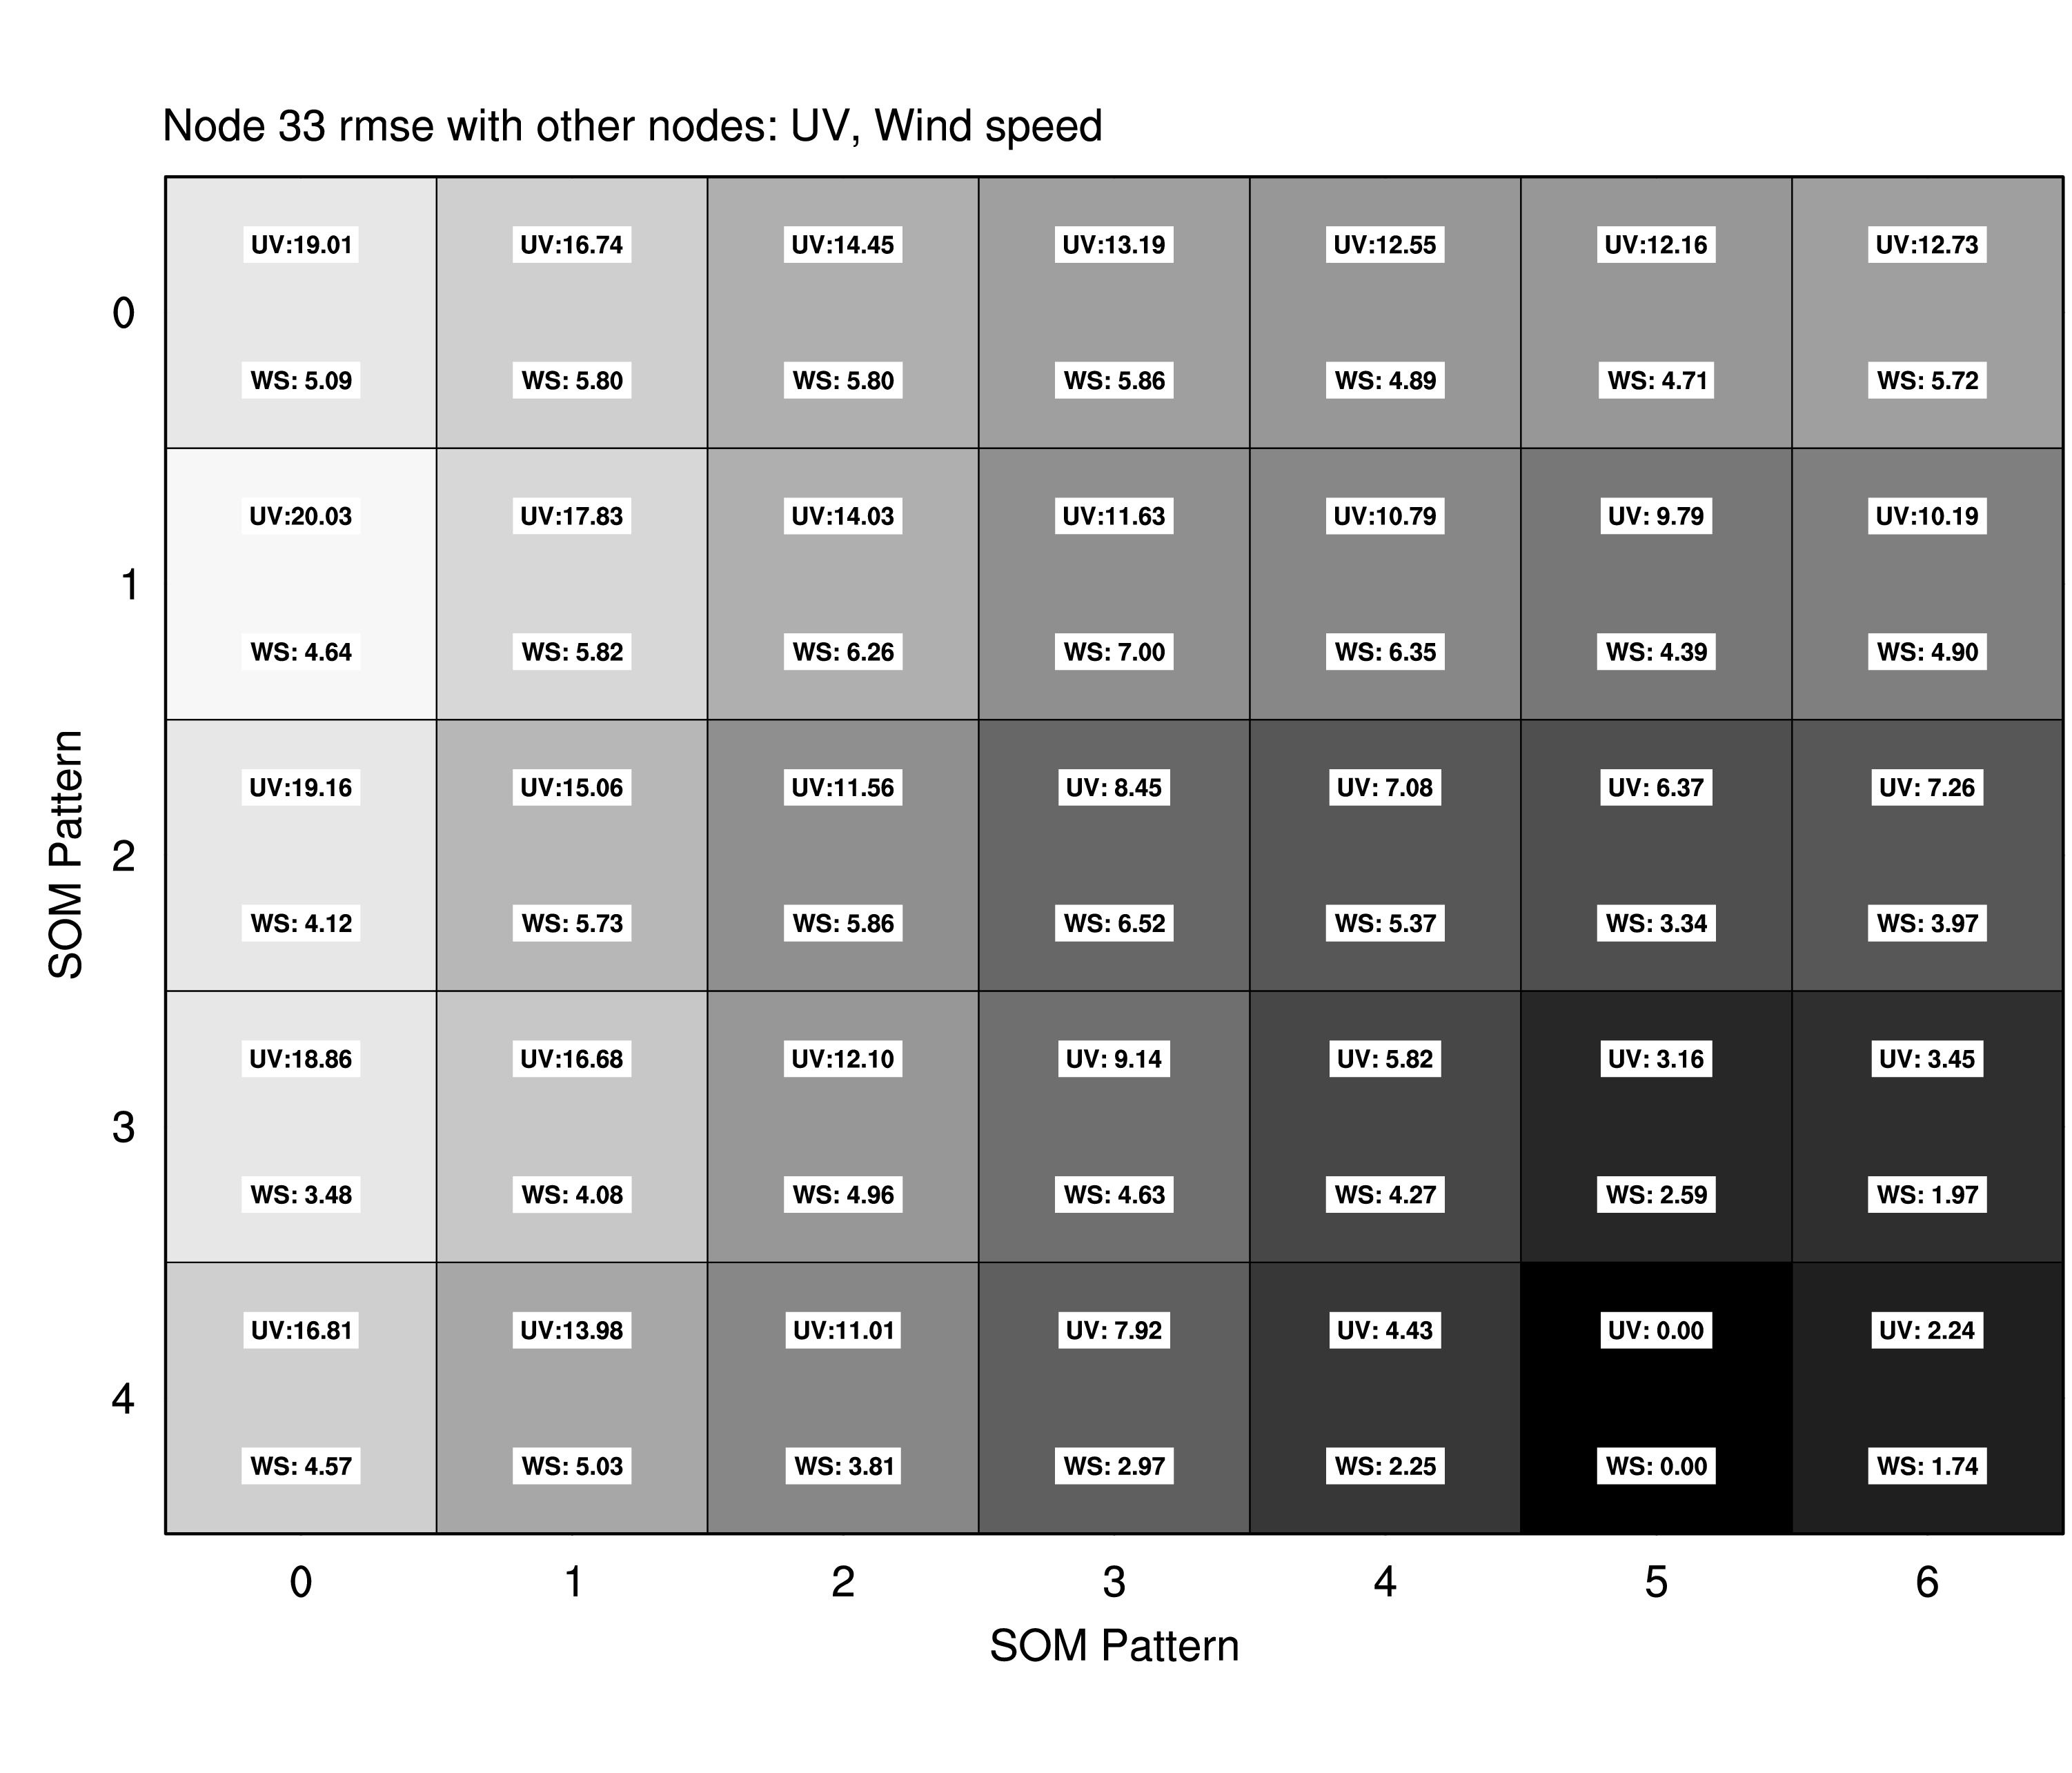 Node 33 rmse with other nodes: UV, Wind speed
UV:19.01 UV:16.74 UV:14.45 UV:13.19 UV:12.55 UV:12.16 UV:12.73
0
WS: 5.09 WS: 5.80 WS: 5.80 WS: 5.86 WS: 4.89 WS: 4.71 WS: 5.72
UV:20.03 UV:17.83 UV:14.03 UV:11.63 UV:10.79 UV: 9.79 UV:10.19
1
WS: 4.64 WS: 5.82 WS: 6.26 WS: 7.00 WS: 6.35 WS: 4.39 WS: 4.90
UV:19.16 UV:15.06 UV:11.56 UV: 8.45 UV: 7.08 UV: 6.37 UV: 7.26
SOM Pattern
2
WS: 4.12 WS: 5.73 WS: 5.86 WS: 6.52 WS: 5.37 WS: 3.34 WS: 3.97
UV:18.86 UV:16.68 UV:12.10 UV: 9.14 UV: 5.82 UV: 3.16 UV: 3.45
3
WS: 3.48 WS: 4.08 WS: 4.96 WS: 4.63 WS: 4.27 WS: 2.59 WS: 1.97
UV:16.81 UV:13.98 UV:11.01 UV: 7.92 UV: 4.43 UV: 0.00 UV: 2.24
4
WS: 4.57 WS: 5.03 WS: 3.81 WS: 2.97 WS: 2.25 WS: 0.00 WS: 1.74
0 1 2 3 4 5 6
SOM Pattern